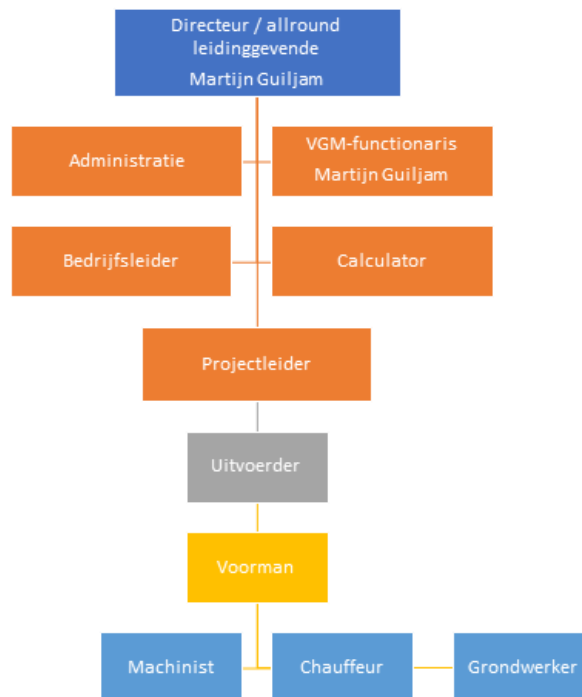 Directeur / allround
leidinggevende
Martijn Guiljam
Administratie
VGM-functionaris
Martijn Guiljam
Bedrijfsleider
Calculator
Projectleider
Uitvoerder
Voorman
Machinist
Chauffeur
Grondwerker